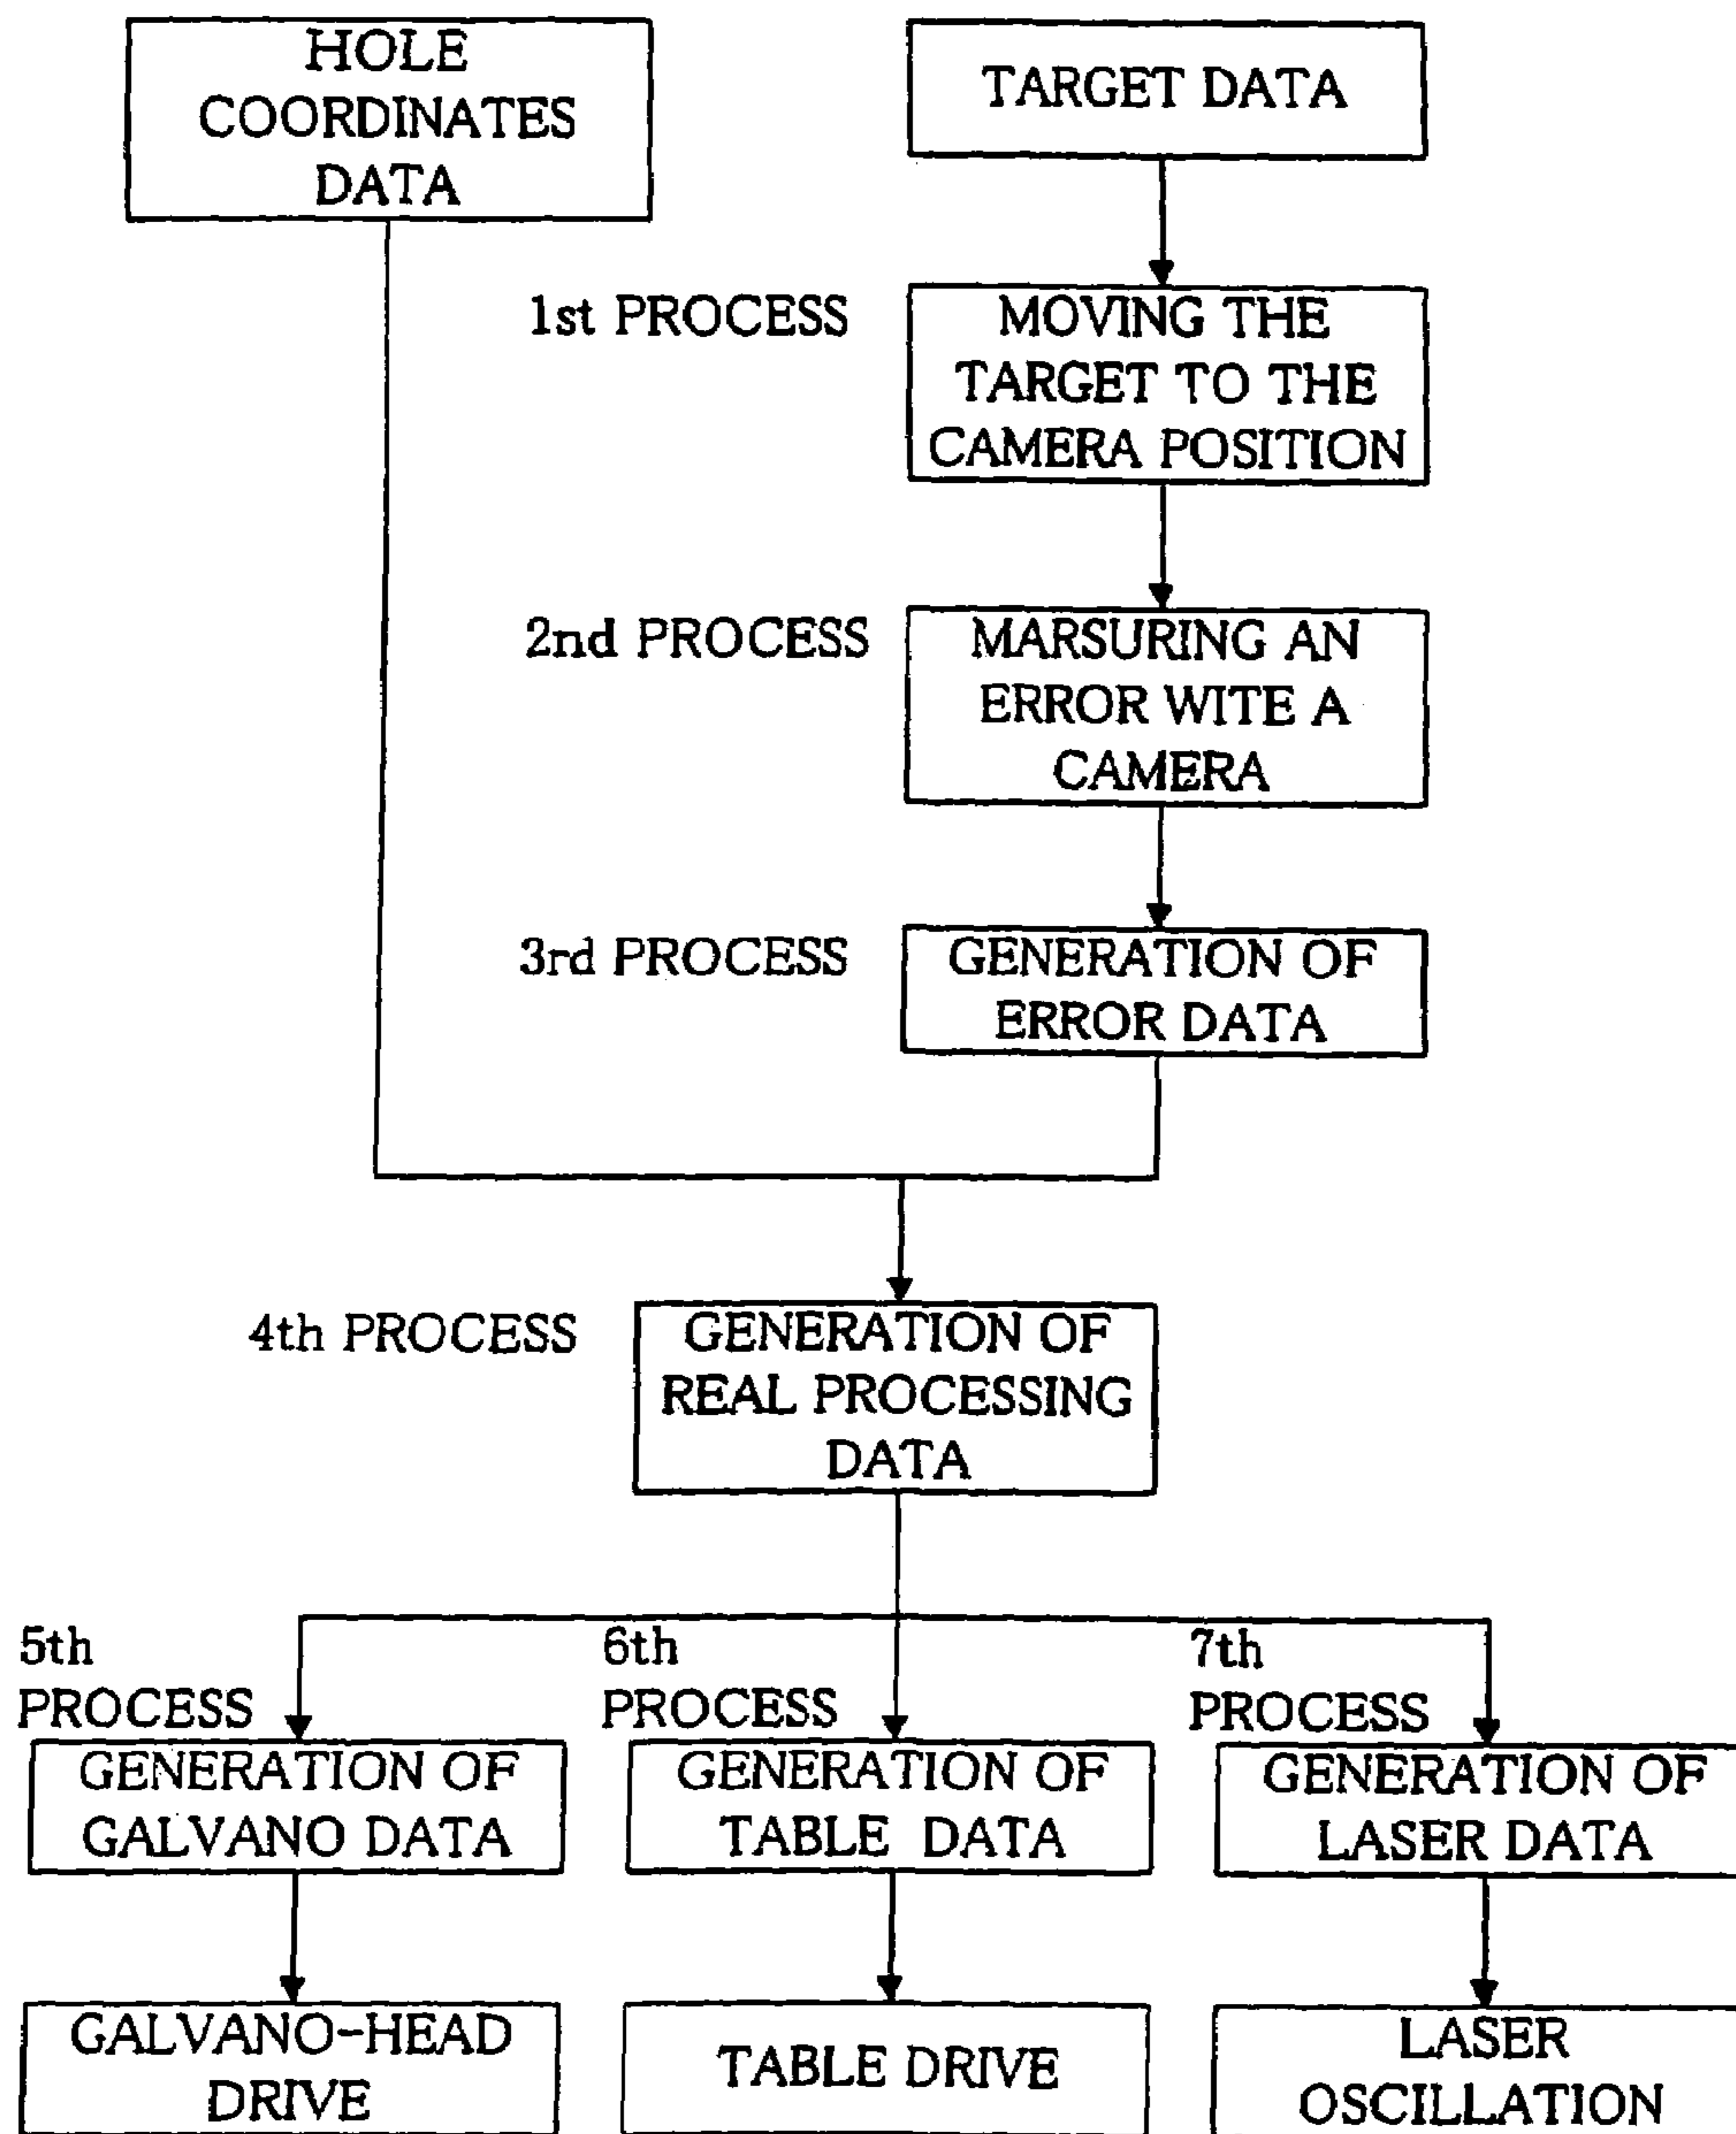 HOLE
COORDINATES
DATA
TARGET DATA
1st PROCESS
MOVING THE
TARGET TO THE
CAMERA POSITION
2nd PROCESS
MARSURING AN
ERROR WITE A
CAMERA
3rd PROCESS
GENERATION OF
ERROR DATA
4th PROCESS
GENERATION OF
REAL PROCESSING
DATA
5th
PROCESS
GENERATION OF
GALVANO DATA
6th
PROCESS
GENERATION OF
TABLE DATA
7th
PROCESS
GENERATION OF
LASER DATA
GALVANO-HEAD
DRIVE
TABLE DRIVE
LASER
OSCILLATION